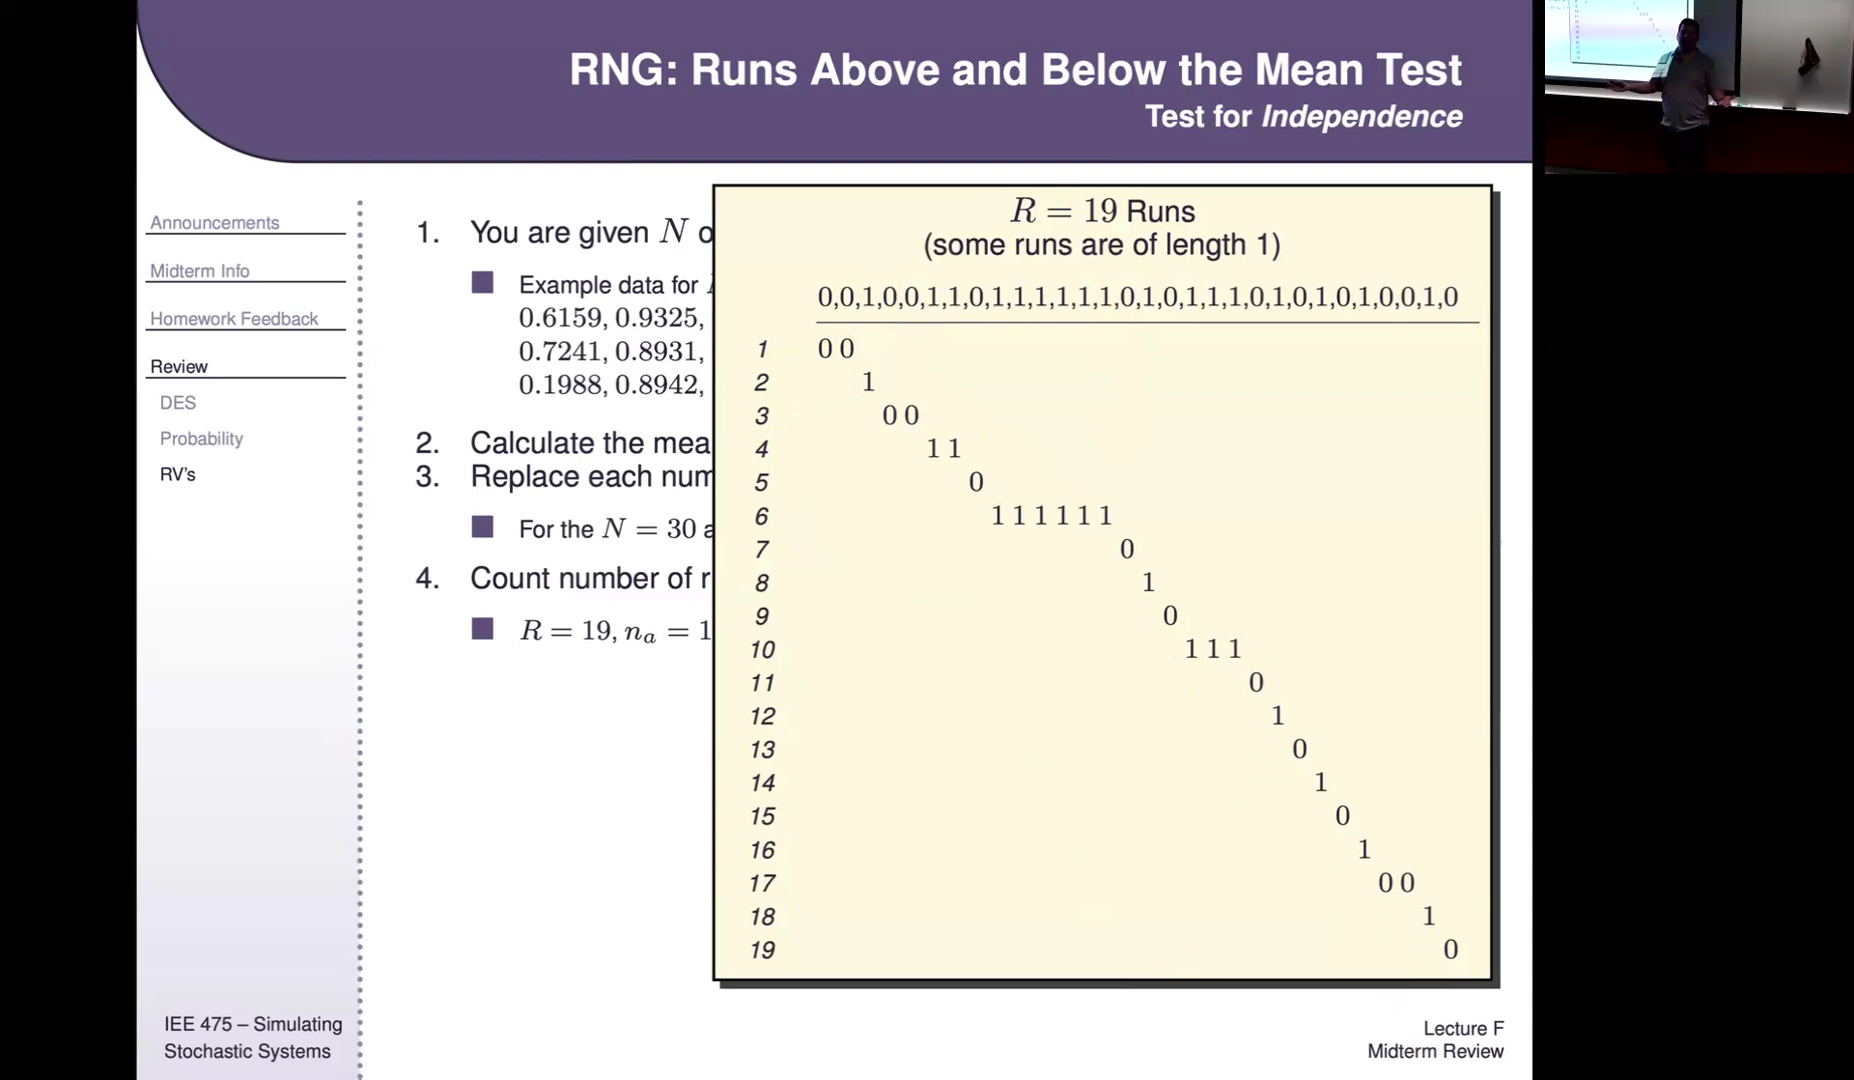 RNG: Runs Above and Below the Mean Test
Test for Independence
Announcements
Midterm Info
Homework Feedback
Review
DES
Probability
RV's
IEE 475 – Simulating
Stochastic Systems
1. You are given N
Example data for
0.6159, 0.9325,
0.7241, 0.8931,
0.1988, 0.8942,
2. Calculate the
3. Replace each
For the N = 30
4. Count number of
R = 19, nₐ = 1
R = 19 Runs
(some runs are of length 1)
0,0,1,0,0,1,1,0,1,1,1,1,1,1,0,1,0,1,1,1,0,1,0,1,0,1,0,0,1,0
1 0 0
2 1
3 0 0
4 1 1
5 0
6 1 1 1 1 1 1
7 0
8 1
9 0
10 1 1 1
11 0
12 1
13 0
14 1
15 0
16 1
17 0 0
18 1
19 0
Lecture F
Midterm Review